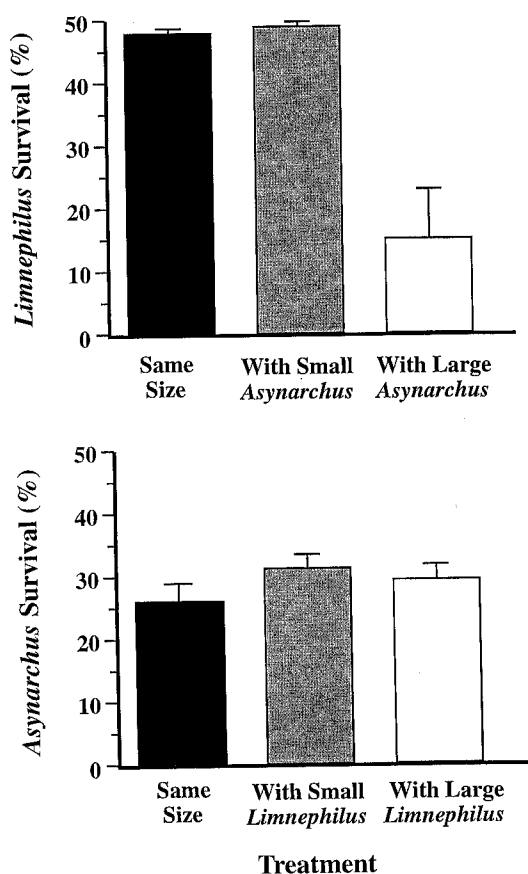 Limnephilus Survival (%)
50
40
30
20
10
0
Same
Size
With Small
Asynarchus
With Large
Asynarchus
Asynarchus Survival (%)
50
40
30
20
10
0
Same
Size
With Small
Limnephilus
With Large
Limnephilus
Treatment